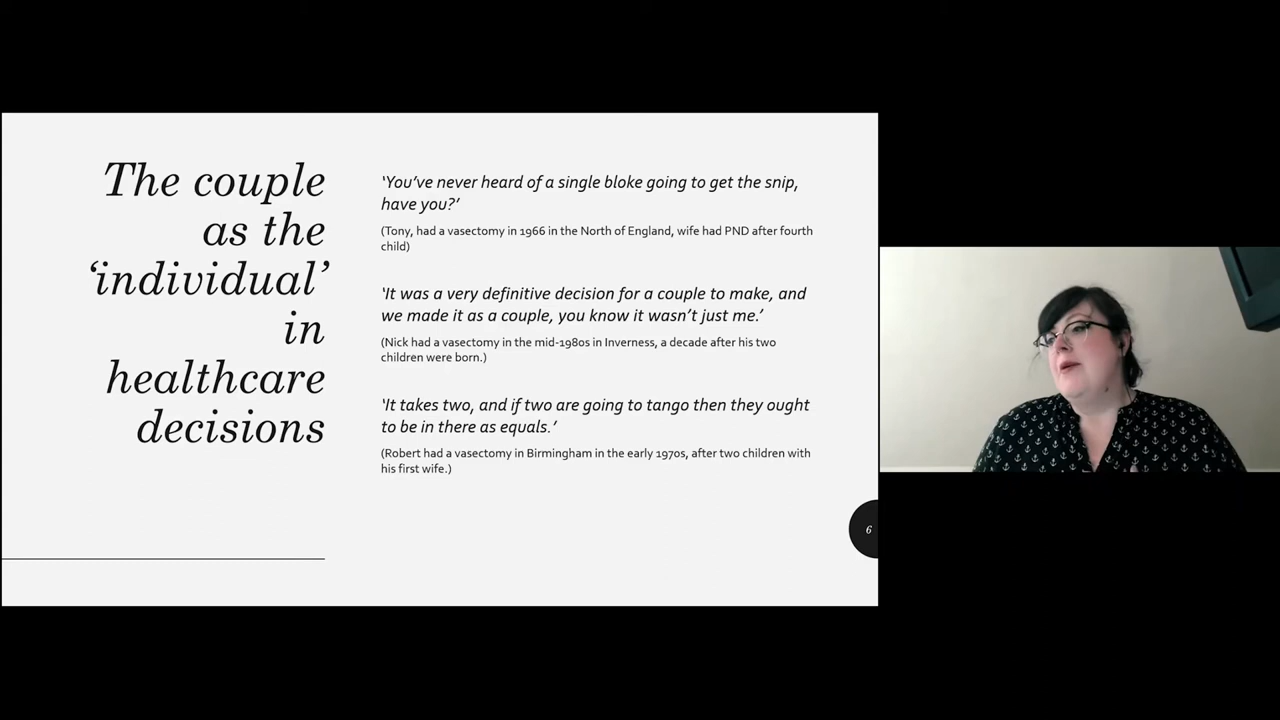 The couple
as the
‘individual’
in
healthcare
decisions
‘You’ve never heard of a single bloke going to get the snip,
have you?’
(Tony, had a vasectomy in 1966 in the North of England, wife had PND after fourth
child)
‘It was a very definitive decision for a couple to make, and
we made it as a couple, you know it wasn’t just me.’
(Nick had a vasectomy in the mid-1980s in Inverness, a decade after his two
children were born.)
‘It takes two, and if two are going to tango then they ought
to be in there as equals.’
(Robert had a vasectomy in Birmingham in the early 1970s, after two children with
his first wife.)
6